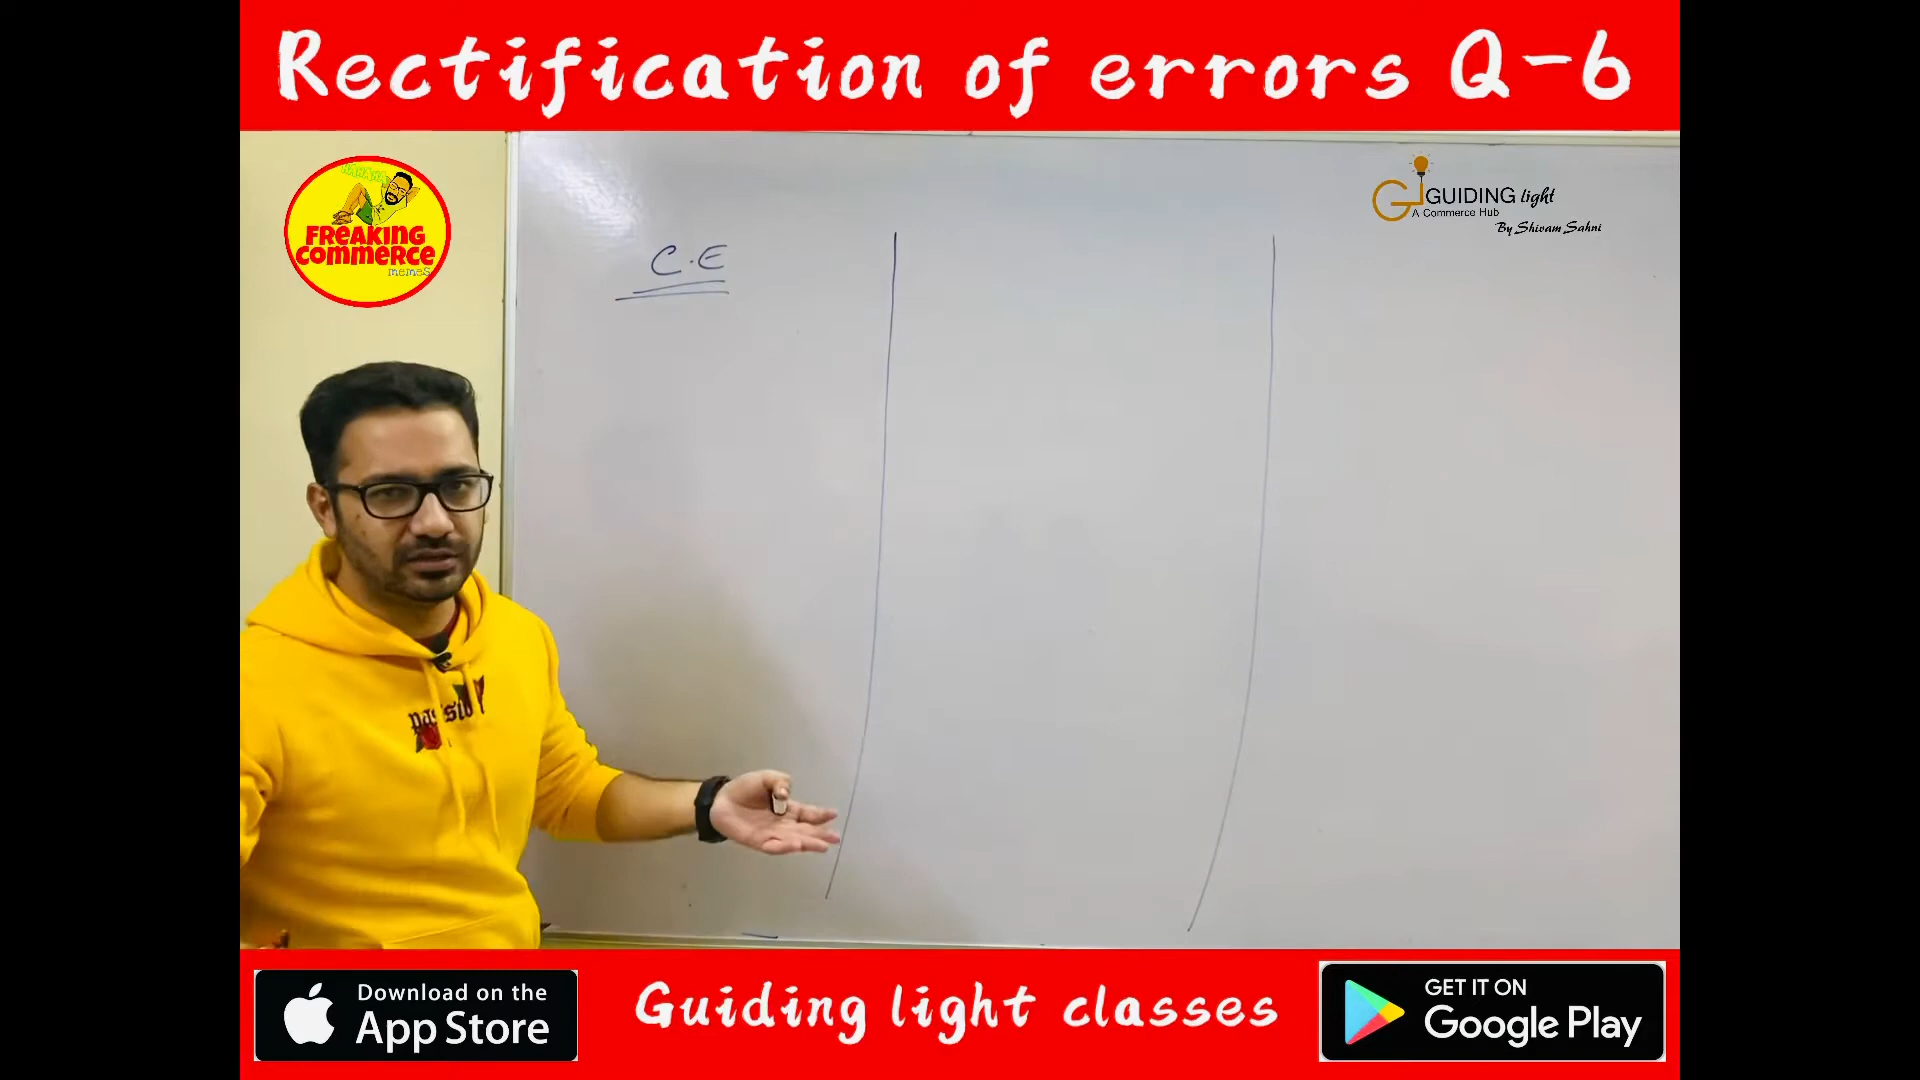 Rectification of errors Q-6
HAHAHA
FREAKING
COMMERCE
memes
GUIDING light
A Commerce Hub
By Shivam Sahni
C.E
Download on the
App Store
Guiding light classes
GET IT ON
Google Play